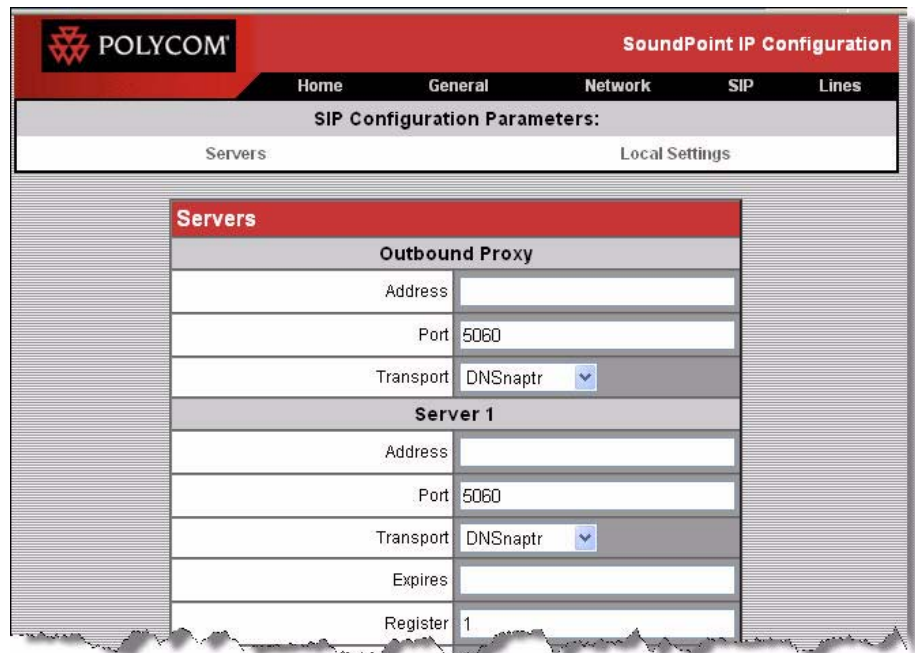 POLYCOM
SoundPoint IP Configuration
Home General Network SIP Lines
SIP Configuration Parameters:
Servers Local Settings
Servers
Outbound Proxy
Address
Port 5060
Transport DNSnaptr
Server 1
Address
Port 5060
Transport DNSnaptr
Expires
Register 1